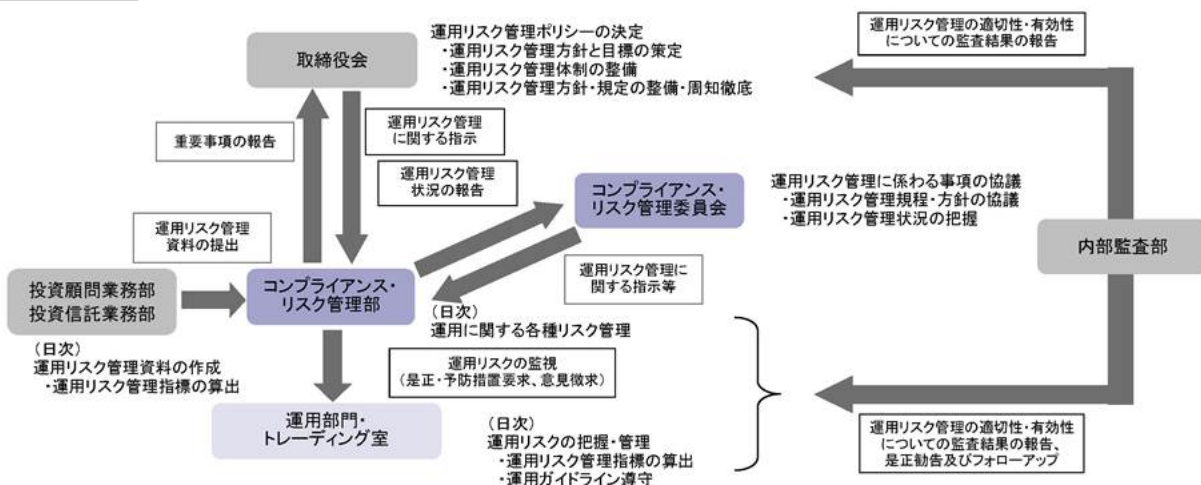 取締役会
運用リスク管理ポリシーの決定
・運用リスク管理方針と目標の策定
・運用リスク管理体制の整備
・運用リスク管理方針・規定の整備・周知徹底
運用リスク管理の適切性・有効性
についての監査結果の報告
重要事項の報告
運用リスク管理
に関する指示
運用リスク管理
状況の報告
コンプライアンス・
リスク管理委員会
運用リスク管理に係わる事項の協議
・運用リスク管理規程・方針の協議
・運用リスク管理状況の把握
内部監査部
運用リスク管理
資料の提出
運用リスク管理に
関する指示等
投資顧問業務部
投資信託業務部
コンプライアンス・
リスク管理部
(日次)
運用に関する各種リスク管理
(日次)
運用リスク管理資料の作成
・運用リスク管理指標の算出
運用リスクの監視
(是正・予防措置要求、意見徴求)
運用部門・
トレーディング室
(日次)
運用リスクの把握・管理
・運用リスク管理指標の算出
・運用ガイドライン遵守
運用リスク管理の適切性・有効性
についての監査結果の報告、
是正勧告及びフォローアップ